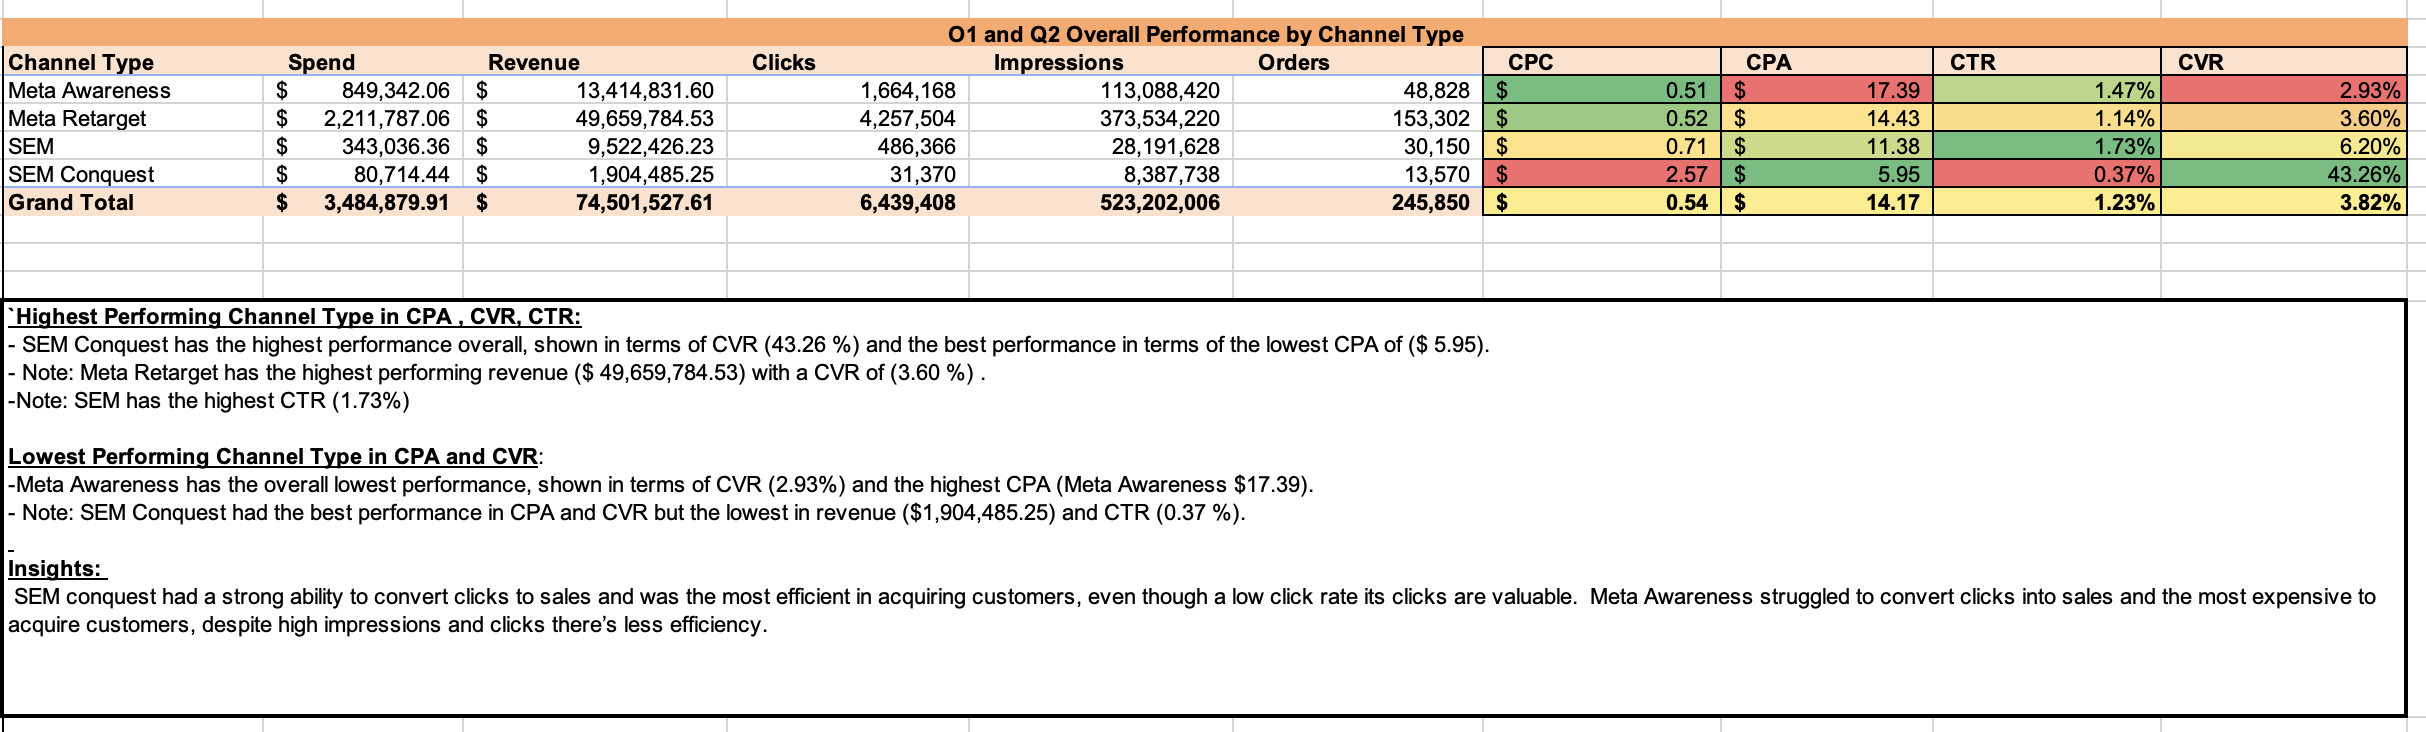 O1 and Q2 Overall Performance by Channel Type
Channel Type Spend Revenue Clicks Impressions Orders CPC CPA CTR CVR
Meta Awareness $ 849,342.06 $ 13,414,831.60 1,664,168 113,088,420 48,828 $ 0.51 $ 17.39 1.47% 2.93%
Meta Retarget $ 2,211,787.06 $ 49,659,784.53 4,257,504 373,534,220 153,302 $ 0.52 $ 14.43 1.14% 3.60%
SEM $ 343,036.36 $ 9,522,426.23 486,366 28,191,628 30,150 $ 0.71 $ 11.38 1.73% 6.20%
SEM Conquest $ 80,714.44 $ 1,904,485.25 31,370 8,387,738 13,570 $ 2.57 $ 5.95 0.37% 43.26%
Grand Total $ 3,484,879.91 $ 74,501,527.61 6,439,408 523,202,006 245,850 $ 0.54 $ 14.17 1.23% 3.82%
`Highest Performing Channel Type in CPA , CVR, CTR:
- SEM Conquest has the highest performance overall, shown in terms of CVR (43.26 %) and the best performance in terms of the lowest CPA of ($ 5.95).
- Note: Meta Retarget has the highest performing revenue ($ 49,659,784.53) with a CVR of (3.60 %) .
-Note: SEM has the highest CTR (1.73%)
Lowest Performing Channel Type in CPA and CVR:
-Meta Awareness has the overall lowest performance, shown in terms of CVR (2.93%) and the highest CPA (Meta Awareness $17.39).
- Note: SEM Conquest had the best performance in CPA and CVR but the lowest in revenue ($1,904,485.25) and CTR (0.37 %).
-
Insights:
SEM conquest had a strong ability to convert clicks to sales and was the most efficient in acquiring customers, even though a low click rate its clicks are valuable.  Meta Awareness struggled to convert clicks into sales and the most expensive to
acquire customers, despite high impressions and clicks there’s less efficiency.